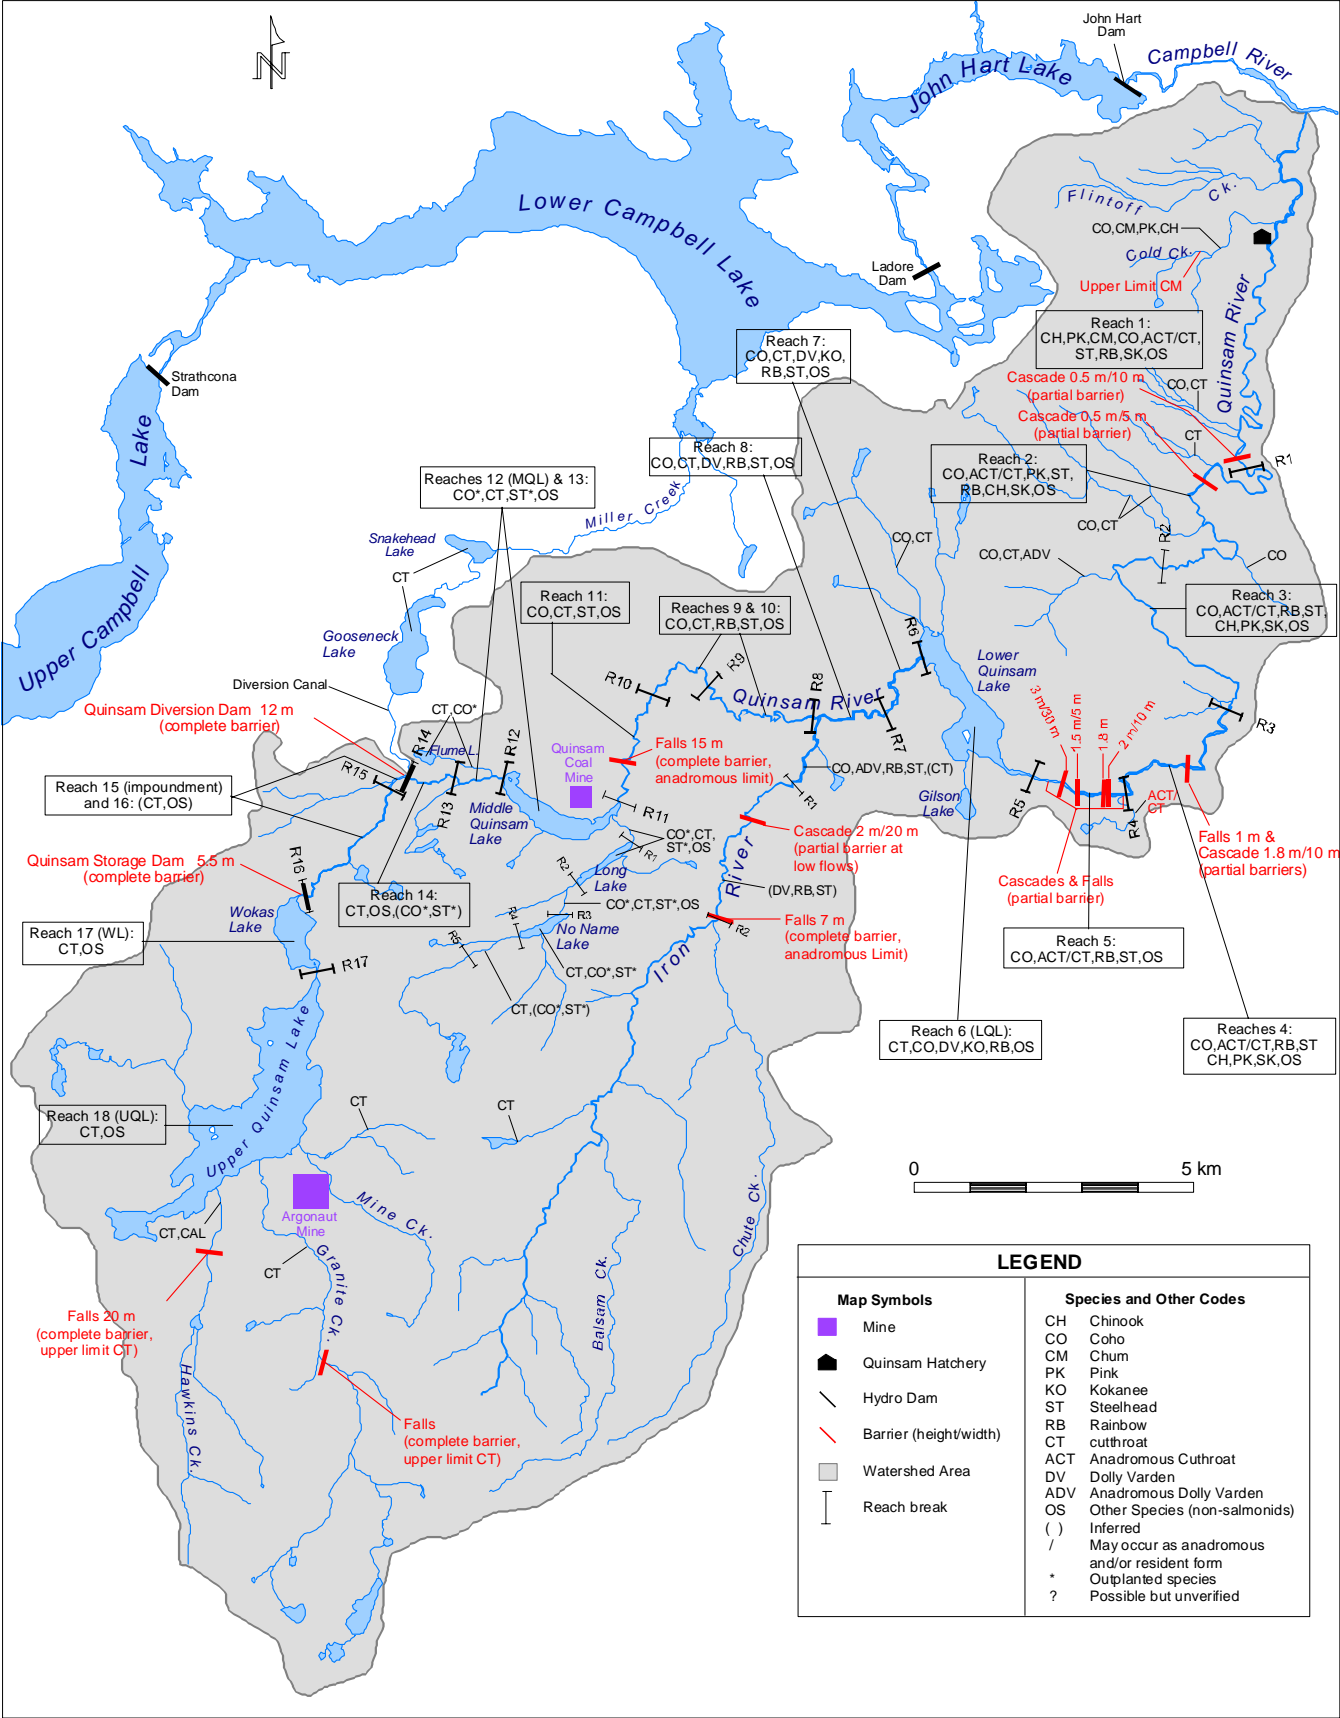 John Hart
Dam
Campbell River
John Hart Lake
N
Flintoff Ck.
CO,CM,PK,CH
Cold Ck.
Upper Limit CM
Lower Campbell Lake
Ladore
Dam
Quinsam River
Reach 1:
CH,PK,CM,CO,ACT/CT,
ST,RB,SK,OS
Reach 7:
CO,CT,DV,KO,
RB,ST,OS
Strathcona
Dam
Cascade 0.5 m/10 m
(partial barrier)
CO,CT
Cascade 0.5 m/5 m
(partial barrier)
CT
R1
Reach 8:
CO,CT,DV,RB,ST,OS
Reach 2:
CO,ACT/CT,PK,ST,
RB,CH,SK,OS
Reaches 12 (MQL) & 13:
CO*,CT,ST*,OS
Miller Creek
CO,CT
R2
Snakehead
Lake
CT
CO,CT
CO,CT,ADV
CO
Upper Campbell Lake
Reach 11:
CO,CT,ST,OS
Reaches 9 & 10:
CO,CT,RB,ST,OS
Reach 3:
CO,ACT/CT,RB,ST,
CH,PK,SK,OS
Gooseneck
Lake
R6
Lower
Quinsam
Lake
R9
R10
R8
Quinsam River
Diversion Canal
Quinsam Diversion Dam 12 m
(complete barrier)
CT,CO*
R14
Flume L.
R12
R15
R13
R7
R3
3 m/30 m
1.5 m/5 m
1.8 m
2 m/10 m
Quinsam
Coal
Mine
Falls 15 m
(complete barrier,
anadromous limit)
CO,ADV,RB,ST,(CT)
R1
Reach 15 (impoundment)
and 16: (CT,OS)
Middle
Quinsam
Lake
R11
Gilson
Lake
R5
R4
ACT/
CT
Falls 1 m &
Cascade 1.8 m/10 m
(partial barriers)
CO*,CT,
ST*,OS
R1
Cascade 2 m/20 m
(partial barrier at
low flows)
Quinsam Storage Dam 5.5 m
(complete barrier)
R16
R2
Long
Lake
(DV,RB,ST)
Cascades & Falls
(partial barrier)
Reach 14:
CT,OS,(CO*,ST*)
Wokas
Lake
CO*,CT,ST*,OS
R3
R4
No Name
Lake
R5
Falls 7 m
(complete barrier,
anadromous Limit)
R2
Iron River
Reach 17 (WL):
CT,OS
R17
CT,CO*,ST*
Reach 5:
CO,ACT/CT,RB,ST,OS
CT,(CO*,ST*)
Reach 6 (LQL):
CT,CO,DV,KO,RB,OS
Reaches 4:
CO,ACT/CT,RB,ST
CH,PK,SK,OS
Upper Quinsam Lake
Reach 18 (UQL):
CT,OS
CT
CT
Argonaut
Mine
Mine Ck.
CT,CAL
CT
Granite Ck.
Chute Ck.
Balsam Ck.
Falls 20 m
(complete barrier,
upper limit CT)
Hawkins Ck.
Falls
(complete barrier,
upper limit CT)
0 5 km
LEGEND
Map Symbols
Mine
Quinsam Hatchery
Hydro Dam
Barrier (height/width)
Watershed Area
Reach break
Species and Other Codes
CH Chinook
CO Coho
CM Chum
PK Pink
KO Kokanee
ST Steelhead
RB Rainbow
CT cutthroat
ACT Anadromous Cuthroat
DV Dolly Varden
ADV Anadromous Dolly Varden
OS Other Species (non-salmonids)
( ) Inferred
/ May occur as anadromous
and/or resident form
* Outplanted species
? Possible but unverified